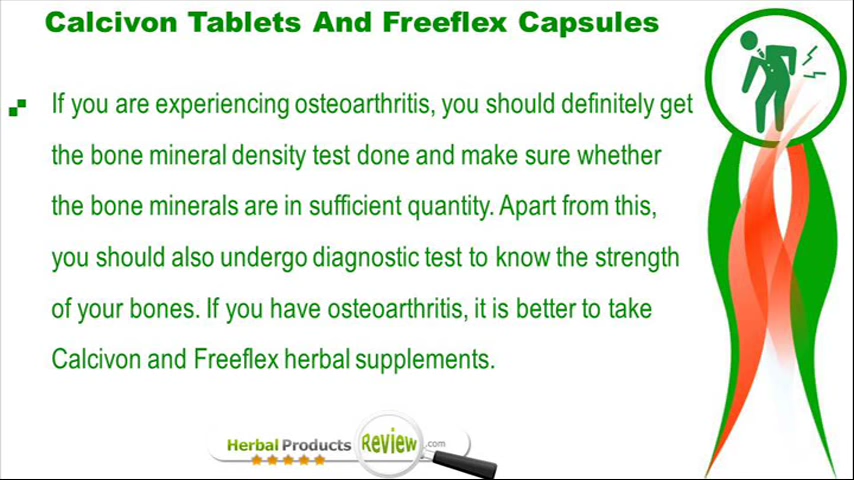 Calcivon Tablets And Freeflex Capsules
If you are experiencing osteoarthritis, you should definitely get
the bone mineral density test done and make sure whether
the bone minerals are in sufficient quantity. Apart from this,
you should also undergo diagnostic test to know the strength
of your bones. If you have osteoarthritis, it is better to take
Calcivon and Freeflex herbal supplements.
Herbal Products Review .com